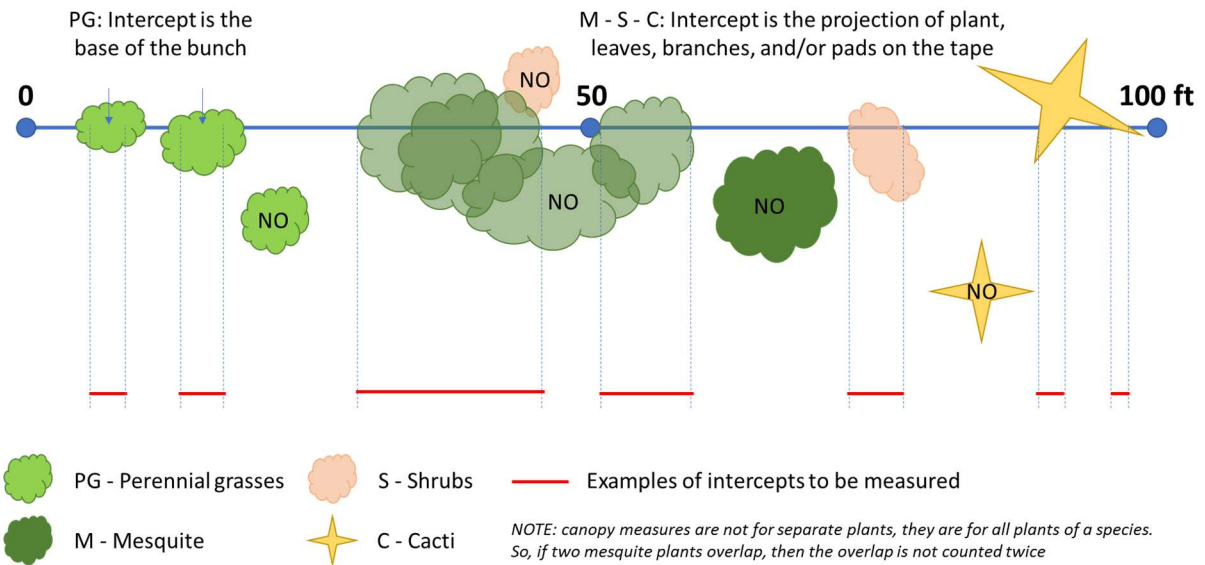 PG: Intercept is the
base of the bunch
M - S - C: Intercept is the projection of plant,
leaves, branches, and/or pads on the tape
0
50
100 ft
NO
NO
NO
NO
NO
PG - Perennial grasses
S - Shrubs
Examples of intercepts to be measured
M - Mesquite
C - Cacti
NOTE: canopy measures are not for separate plants, they are for all plants of a species.
So, if two mesquite plants overlap, then the overlap is not counted twice